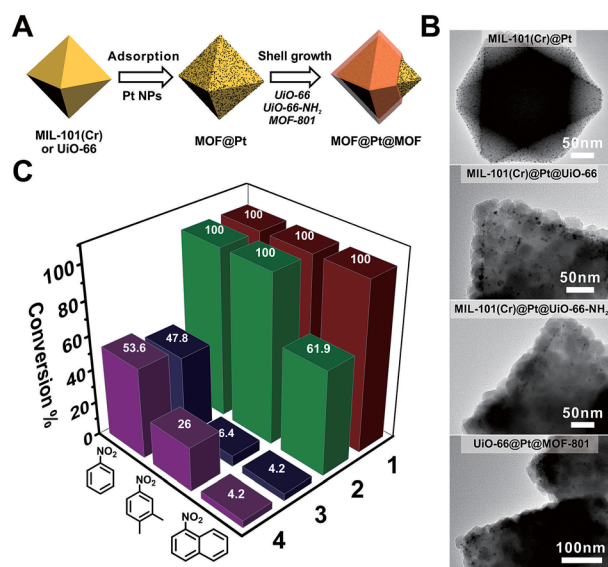 A
Adsorption
Pt NPs
Shell growth
UiO-66
UiO-66-NH2
MOF-801
MIL-101(Cr)
or UiO-66
MOF@Pt
MOF@Pt@MOF
B
MIL-101(Cr)@Pt
50nm
MIL-101(Cr)@Pt@UiO-66
50nm
MIL-101(Cr)@Pt@UiO-66-NH2
50nm
UiO-66@Pt@MOF-801
100nm
C
Conversion %
100
80
60
40
20
0
100
100
100
100
100
61.9
47.8
6.4
4.2
53.6
26
4.2
NO2
NO2
NO2
1
2
3
4